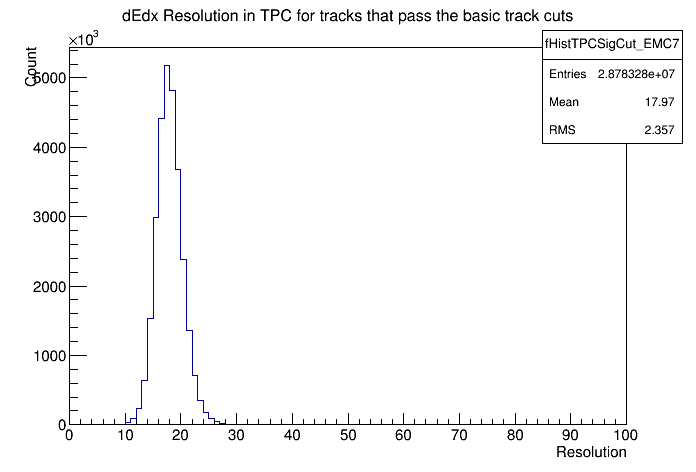 dEdx Resolution in TPC for tracks that pass the basic track cuts
×10³
fHistTPCSigCut_EMC7
Entries 2.878328e+07
Mean 17.97
RMS 2.357
Count
5000
4000
3000
2000
1000
0
0 10 20 30 40 50 60 70 80 90 100
Resolution